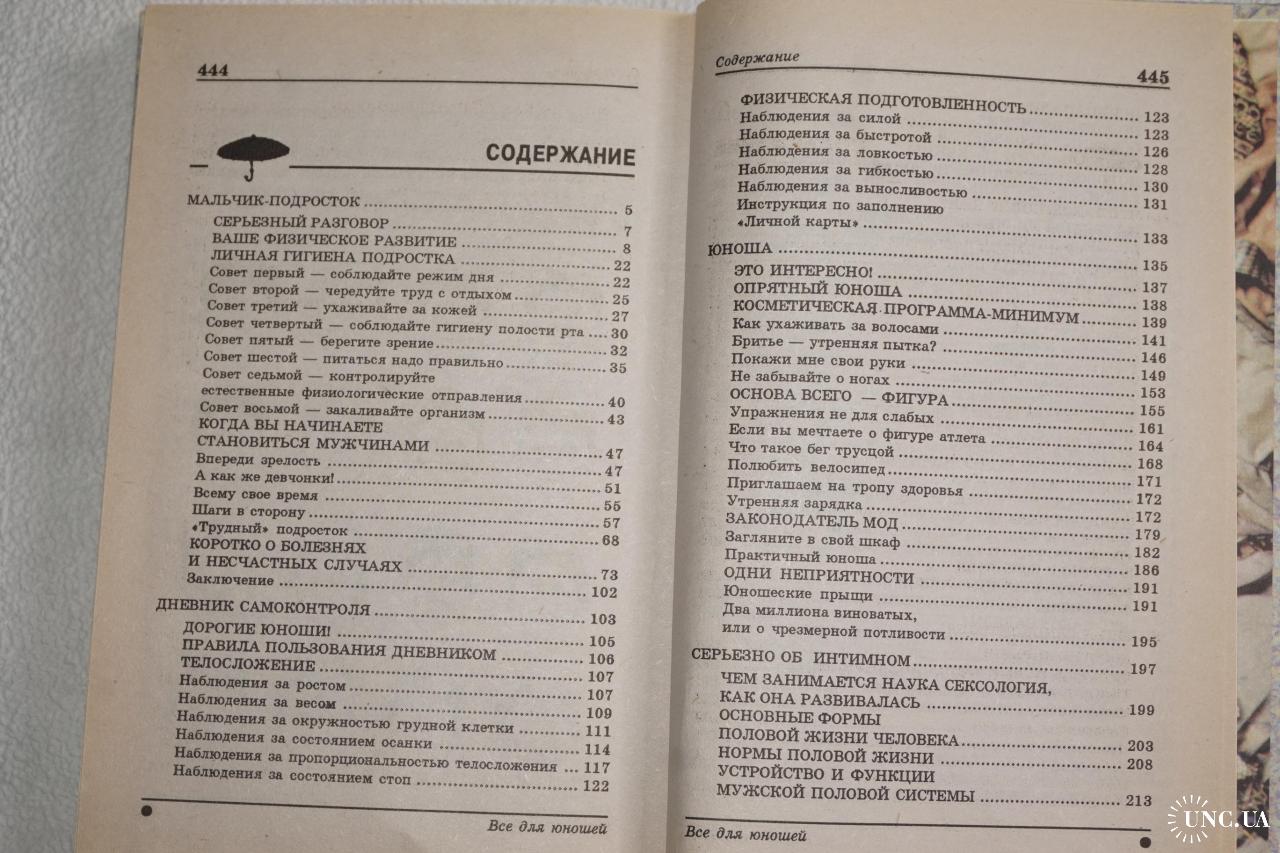 444
СОДЕРЖАНИЕ
МАЛЬЧИК-ПОДРОСТОК ........ 5
СЕРЬЕЗНЫЙ РАЗГОВОР ........ 7
ВАШЕ ФИЗИЧЕСКОЕ РАЗВИТИЕ ........ 8
ЛИЧНАЯ ГИГИЕНА ПОДРОСТКА ........ 22
Совет первый — соблюдайте режим дня ........ 22
Совет второй — чередуйте труд с отдыхом ........ 25
Совет третий — ухаживайте за кожей ........ 27
Совет четвертый — соблюдайте гигиену полости рта .... 30
Совет пятый — берегите зрение ........ 32
Совет шестой — питаться надо правильно ........ 35
Совет седьмой — контролируйте
естественные физиологические отправления ........ 40
Совет восьмой — закаливайте организм ........ 43
КОГДА ВЫ НАЧИНАЕТЕ
СТАНОВИТЬСЯ МУЖЧИНАМИ ........ 47
Впереди зрелость ........ 47
А как же девчонки! ........ 51
Всему свое время ........ 55
Шаги в сторону ........ 57
«Трудный» подросток ........ 68
КОРОТКО О БОЛЕЗНЯХ
И НЕСЧАСТНЫХ СЛУЧАЯХ ........ 73
Заключение ........ 102
ДНЕВНИК САМОКОНТРОЛЯ ........ 103
ДОРОГИЕ ЮНОШИ! ........ 105
ПРАВИЛА ПОЛЬЗОВАНИЯ ДНЕВНИКОМ ........ 106
ТЕЛОСЛОЖЕНИЕ ........ 107
Наблюдения за ростом ........ 107
Наблюдения за весом ........ 109
Наблюдения за окружностью грудной клетки ........ 111
Наблюдения за состоянием осанки ........ 114
Наблюдения за пропорциональностью телосложения ... 117
Наблюдения за состоянием стоп ........ 122
Все для юношей
Содержание
445
ФИЗИЧЕСКАЯ ПОДГОТОВЛЕННОСТЬ ........ 123
Наблюдения за силой ........ 123
Наблюдения за быстротой ........ 126
Наблюдения за ловкостью ........ 128
Наблюдения за гибкостью ........ 130
Наблюдения за выносливостью ........ 131
Инструкция по заполнению
«Личной карты» ........ 133
ЮНОША ........ 135
ЭТО ИНТЕРЕСНО! ........ 137
ОПРЯТНЫЙ ЮНОША ........ 138
КОСМЕТИЧЕСКАЯ ПРОГРАММА-МИНИМУМ ........ 139
Как ухаживать за волосами ........ 141
Бритье — утренняя пытка? ........ 146
Покажи мне свои руки ........ 149
Не забывайте о ногах ........ 153
ОСНОВА ВСЕГО — ФИГУРА ........ 155
Упражнения не для слабых ........ 161
Если вы мечтаете о фигуре атлета ........ 164
Что такое бег трусцой ........ 168
Полюбить велосипед ........ 171
Приглашаем на тропу здоровья ........ 172
Утренняя зарядка ........ 172
ЗАКОНОДАТЕЛЬ МОД ........ 179
Загляните в свой шкаф ........ 182
Практичный юноша ........ 186
ОДНИ НЕПРИЯТНОСТИ ........ 191
Юношеские прыщи ........ 191
Два миллиона виноватых,
или о чрезмерной потливости ........ 195
СЕРЬЕЗНО ОБ ИНТИМНОМ ........ 197
ЧЕМ ЗАНИМАЕТСЯ НАУКА СЕКСОЛОГИЯ,
КАК ОНА РАЗВИВАЛАСЬ ........ 199
ОСНОВНЫЕ ФОРМЫ
ПОЛОВОЙ ЖИЗНИ ЧЕЛОВЕКА ........ 203
НОРМЫ ПОЛОВОЙ ЖИЗНИ ........ 208
УСТРОЙСТВО И ФУНКЦИИ
МУЖСКОЙ ПОЛОВОЙ СИСТЕМЫ ........ 213
Все для юношей
UNC.UA